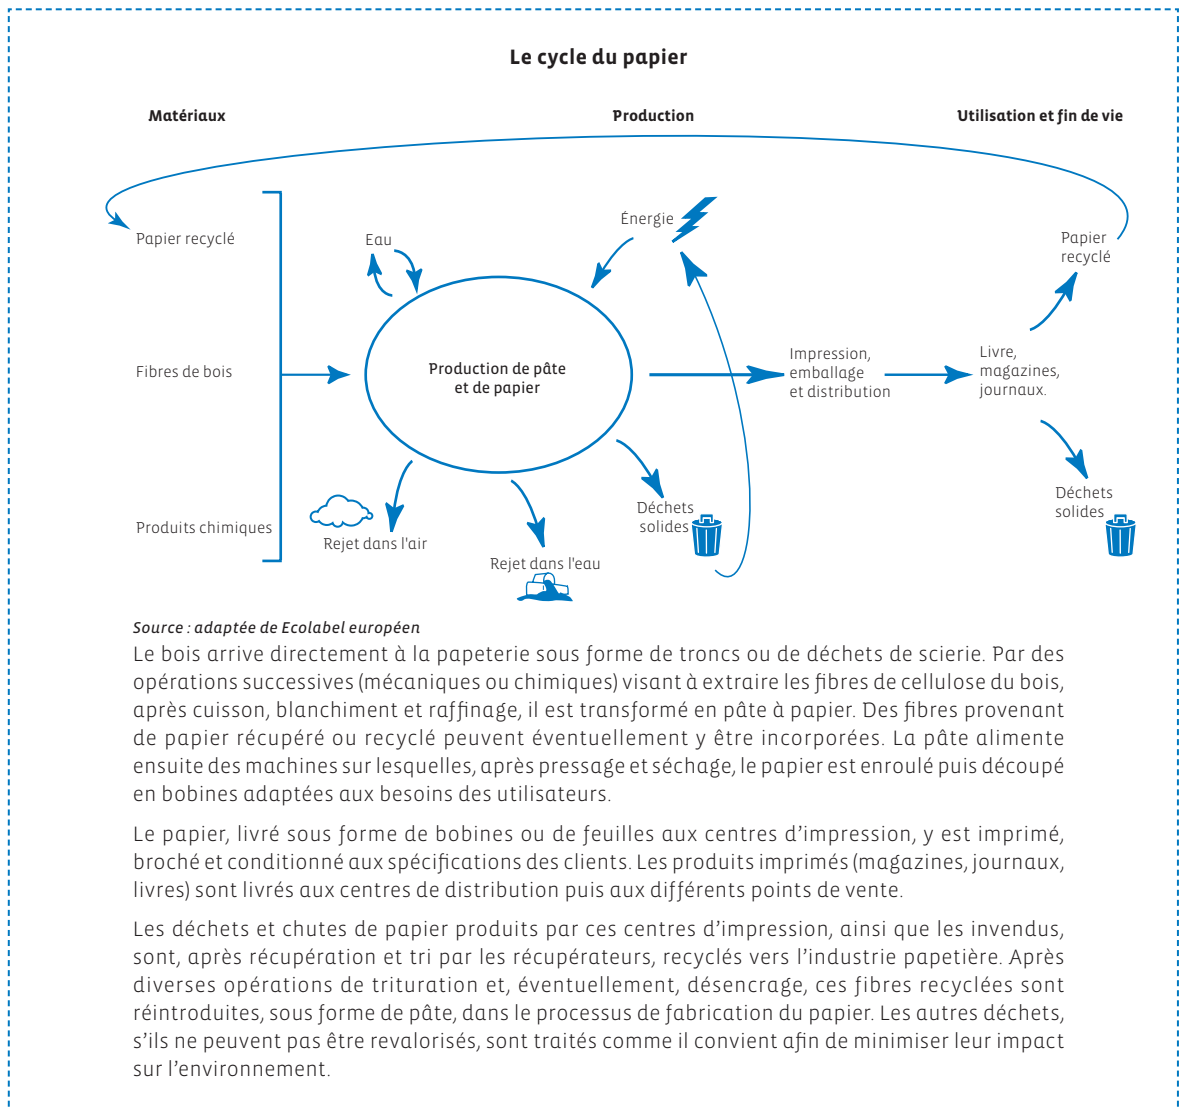 Le cycle du papier
Matériaux
Production
Utilisation et fin de vie
Papier recyclé
Eau
Énergie
Papier
recyclé
Fibres de bois
Production de pâte
et de papier
Impression,
emballage
et distribution
Livre,
magazines,
journaux.
Produits chimiques
Rejet dans l'air
Rejet dans l'eau
Déchets
solides
Déchets
solides
Source : adaptée de Ecolabel européen
Le bois arrive directement à la papeterie sous forme de troncs ou de déchets de scierie. Par des
opérations successives (mécaniques ou chimiques) visant à extraire les fibres de cellulose du bois,
après cuisson, blanchiment et raffinage, il est transformé en pâte à papier. Des fibres provenant
de papier récupéré ou recyclé peuvent éventuellement y être incorporées. La pâte alimente
ensuite des machines sur lesquelles, après pressage et séchage, le papier est enroulé puis découpé
en bobines adaptées aux besoins des utilisateurs.
Le papier, livré sous forme de bobines ou de feuilles aux centres d’impression, y est imprimé,
broché et conditionné aux spécifications des clients. Les produits imprimés (magazines, journaux,
livres) sont livrés aux centres de distribution puis aux différents points de vente.
Les déchets et chutes de papier produits par ces centres d’impression, ainsi que les invendus,
sont, après récupération et tri par les récupérateurs, recyclés vers l’industrie papetière. Après
diverses opérations de trituration et, éventuellement, désencrage, ces fibres recyclées sont
réintroduites, sous forme de pâte, dans le processus de fabrication du papier. Les autres déchets,
s’ils ne peuvent pas être revalorisés, sont traités comme il convient afin de minimiser leur impact
sur l’environnement.